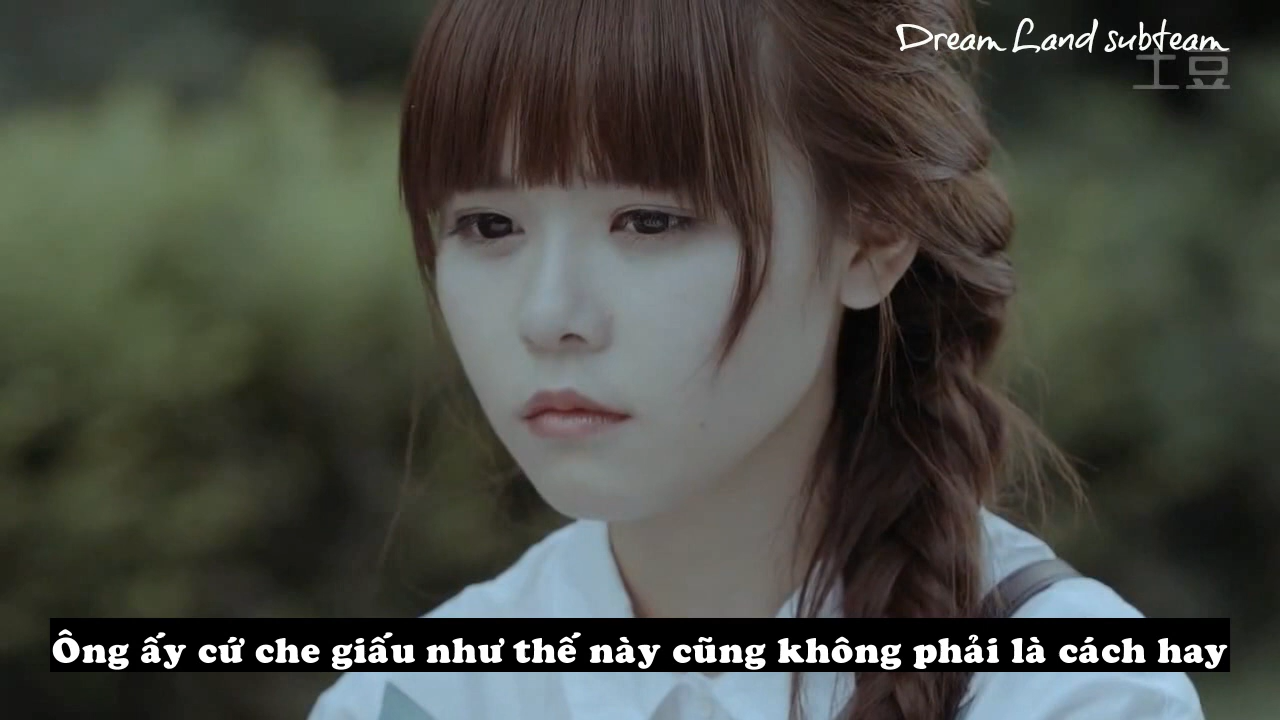 Dream Land subteam
土豆
Ông ấy cứ che giấu như thế này cũng không phải là cách hay